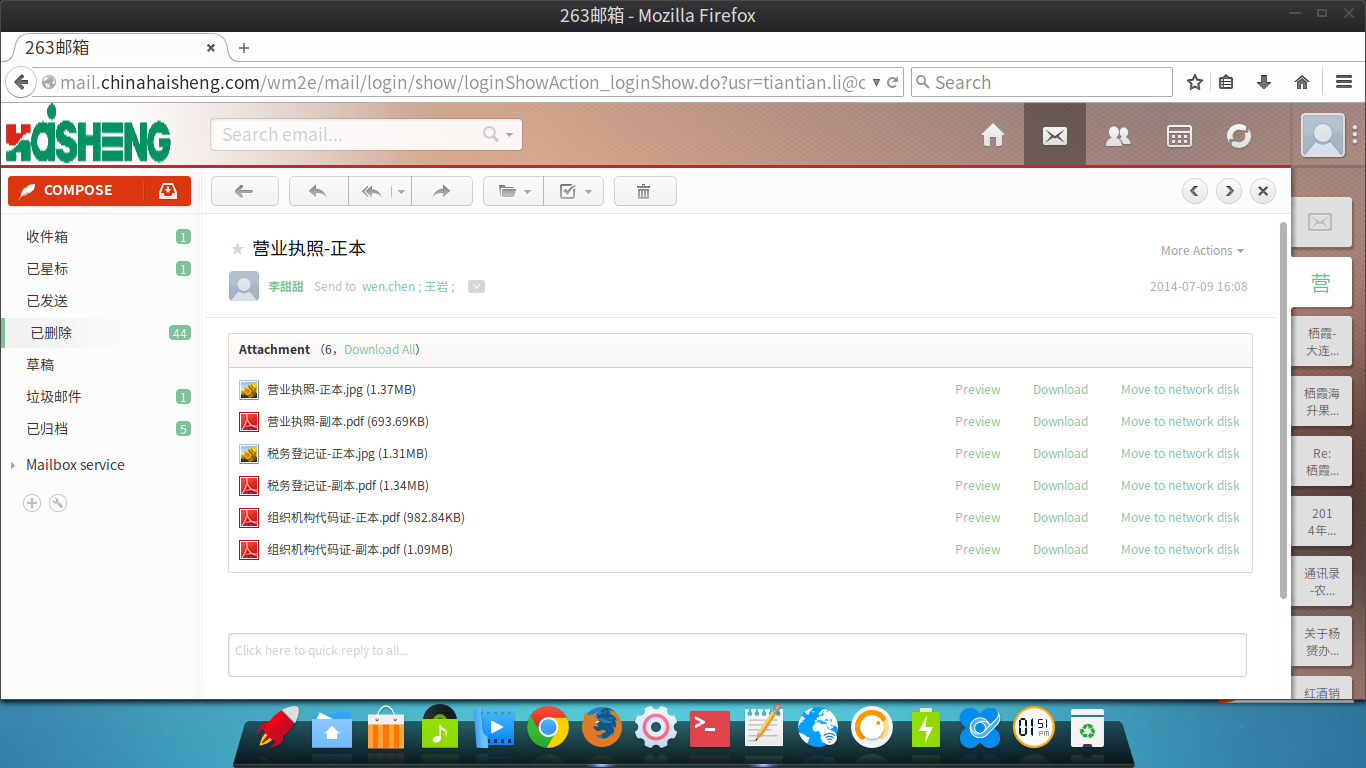 263邮箱 - Mozilla Firefox
263邮箱
mail.chinahaisheng.com/wm2e/mail/login/show/loginShowAction_loginShow.do?usr=tiantian.li@c
Search
HAiSHENG
Search email...
COMPOSE
收件箱 1
已星标 1
已发送
已删除 44
草稿
垃圾邮件 1
已归档 5
Mailbox service
营业执照-正本
More Actions
李甜甜 Send to wen.chen ; 王岩 ;
2014-07-09 16:08
Attachment （6，Download All）
营业执照-正本.jpg (1.37MB) Preview Download Move to network disk
营业执照-副本.pdf (693.69KB) Preview Download Move to network disk
税务登记证-正本.jpg (1.31MB) Preview Download Move to network disk
税务登记证-副本.pdf (1.34MB) Preview Download Move to network disk
组织机构代码证-正本.pdf (982.84KB) Preview Download Move to network disk
组织机构代码证-副本.pdf (1.09MB) Preview Download Move to network disk
Click here to quick reply to all...
营
栖霞-
大连...
栖霞海
升果...
Re:
栖霞...
201
4年...
通讯录
-农...
关于杨
赟办...
红酒销
01 51
PM